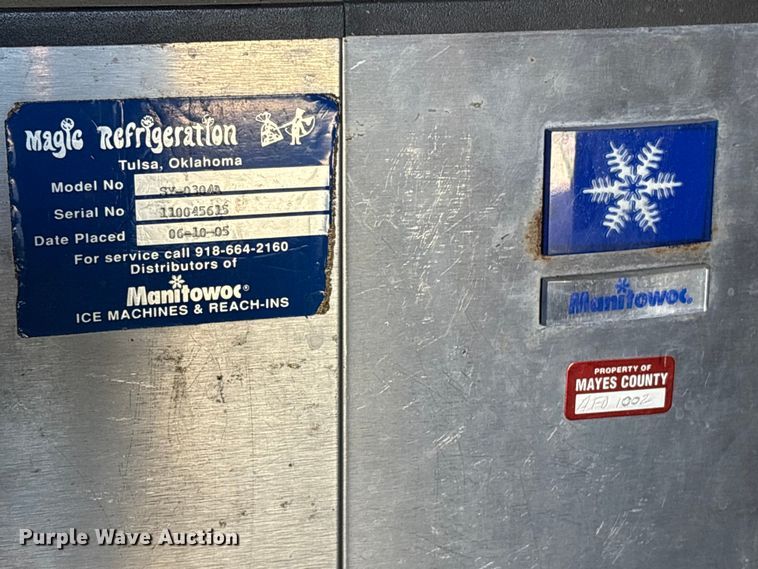 Magic Refrigeration
Tulsa, Oklahoma
Model No SY-0304A
Serial No 110045615
Date Placed 06-10-05
For service call 918-664-2160
Distributors of
Manitowoc®
ICE MACHINES & REACH-INS
Manitowoc®
PROPERTY OF
MAYES COUNTY
AFD 1002
Purple Wave Auction